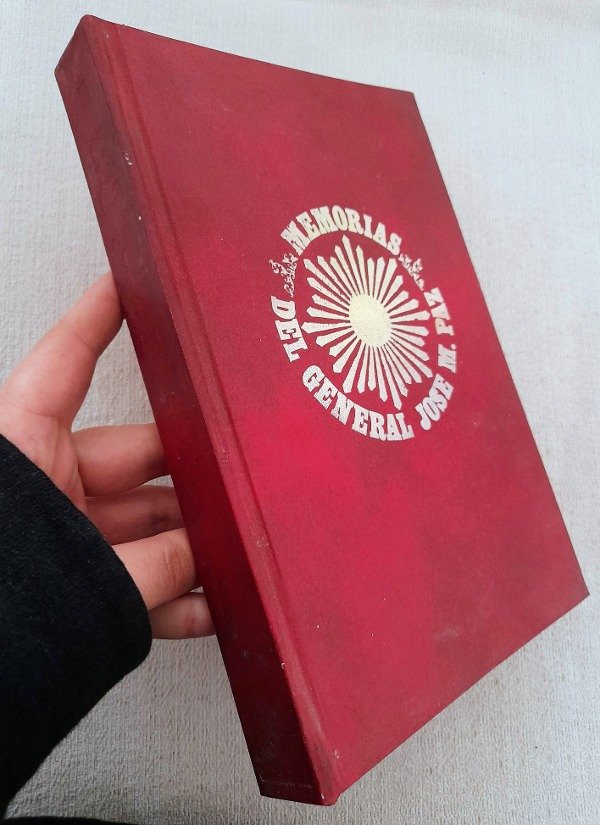 MEMORIAS
DEL GENERAL JOSE M. PAZ